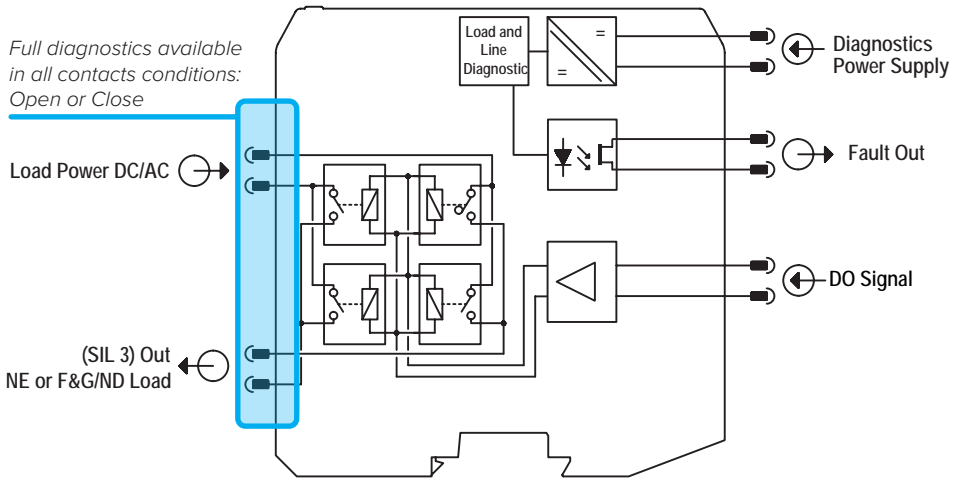 Full diagnostics available
in all contacts conditions:
Open or Close
Load Power DC/AC
(SIL 3) Out
NE or F&G/ND Load
Load and
Line
Diagnostic
=
=
Diagnostics
Power Supply
Fault Out
DO Signal